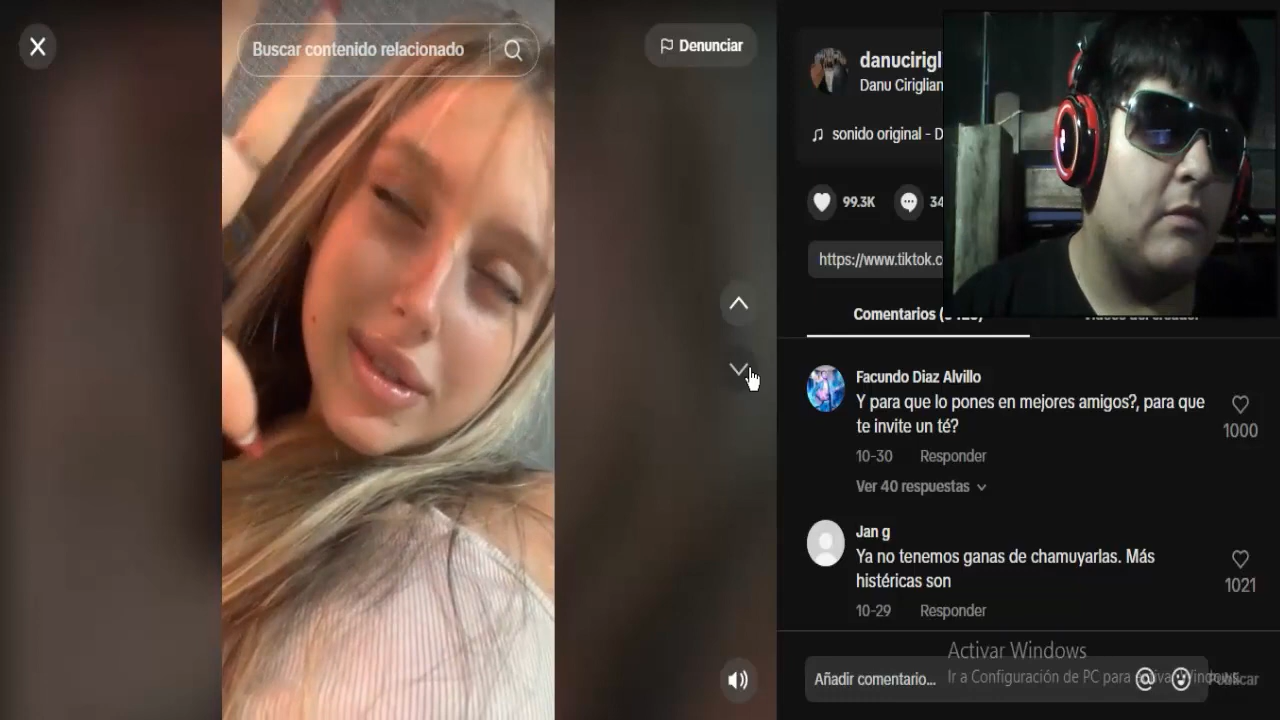 Buscar contenido relacionado
Denunciar
danucirigl
Danu Ciriglian
sonido original - D
99.3K
34
https://www.tiktok.c
Comentarios (
Facundo Diaz Alvillo
Y para que lo pones en mejores amigos?, para que
te invite un té?
1000
10-30 Responder
Ver 40 respuestas
Jan g
Ya no tenemos ganas de chamuyarlas. Más
histéricas son
1021
10-29 Responder
Activar Windows
Añadir comentario...
Ir a Configuración de PC para